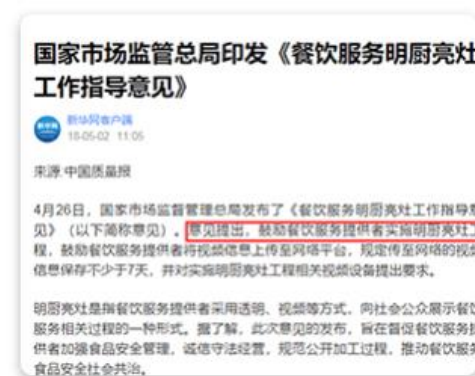 国家市场监管总局印发《餐饮服务明厨亮灶
工作指导意见》
新华网客户端
18-05-02 11:05
来源 中国质量报
4月26日，国家市场监督管理总局发布了《餐饮服务明厨亮灶工作指导意
见》（以下简称意见）。意见提出，鼓励餐饮服务提供者实施明厨亮灶工
程，鼓励餐饮服务提供者将视频信息上传至网络平台，规定传至网络的视频
信息保存不少于7天，并对实施明厨亮灶工程相关视频设备提出要求。
明厨亮灶是指餐饮服务提供者采用透明、视频等方式，向社会公众展示餐饮
服务相关过程的一种形式。据了解，此次意见的发布，旨在督促餐饮服务提
供者加强食品安全管理，诚信守法经营，规范公开加工过程，推动餐饮服务
食品安全社会共治。